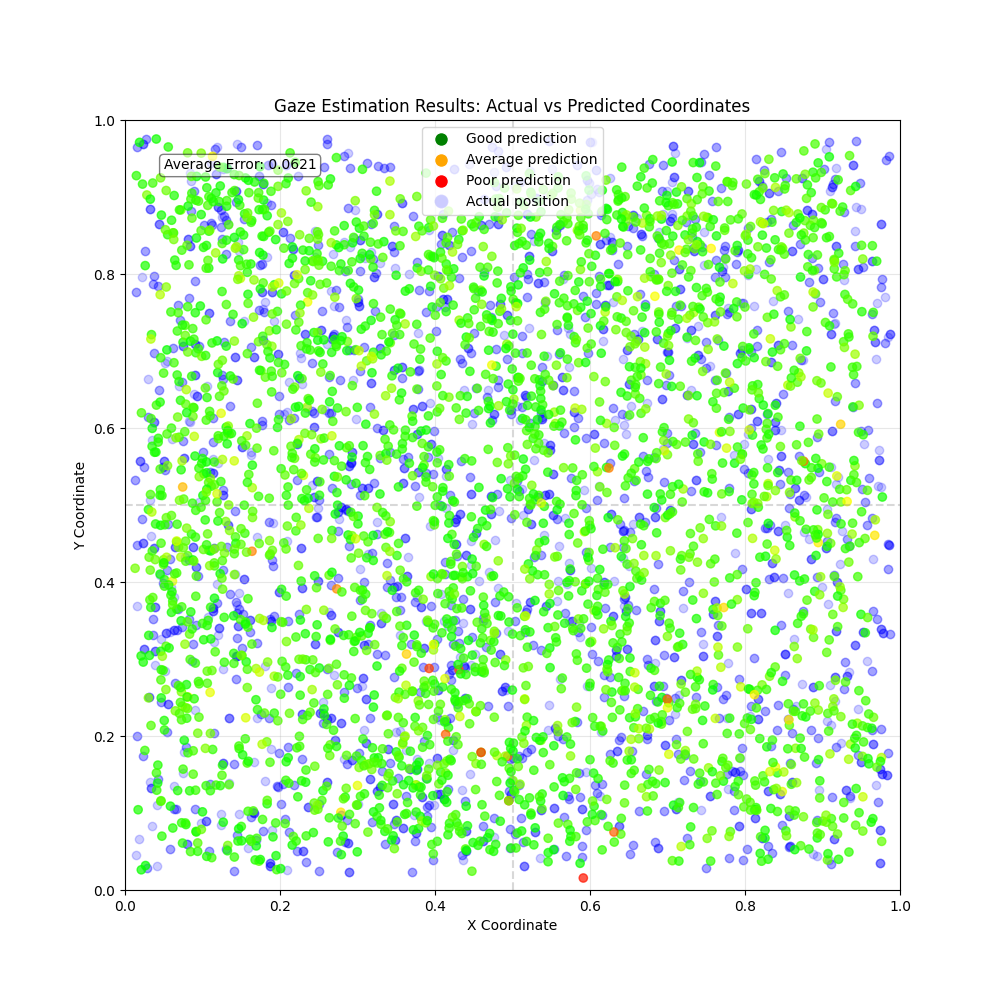 Gaze Estimation Results: Actual vs Predicted Coordinates
Average Error: 0.0621
Good prediction
Average prediction
Poor prediction
Actual position
Y Coordinate
1.0
0.8
0.6
0.4
0.2
0.0
0.0 0.2 0.4 0.6 0.8 1.0
X Coordinate